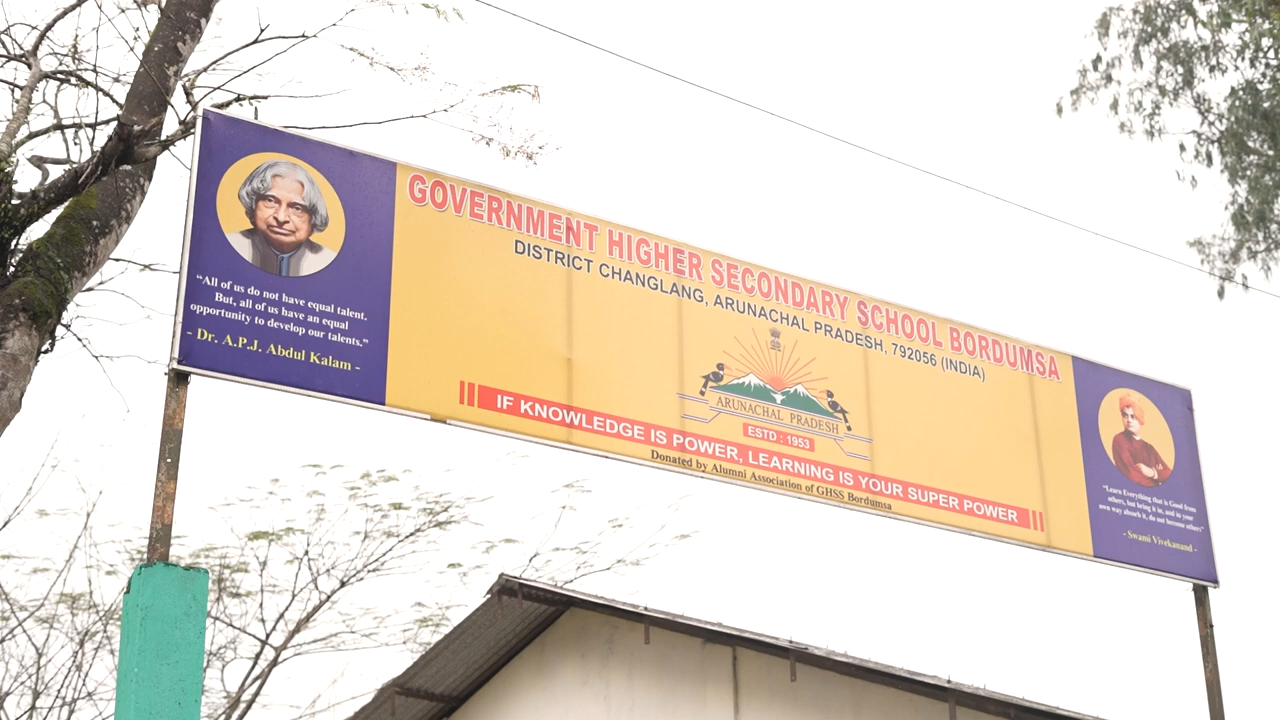 "All of us do not have equal talent.
But, all of us have an equal
opportunity to develop our talents."
- Dr. A.P.J. Abdul Kalam -
GOVERNMENT HIGHER SECONDARY SCHOOL BORDUMSA
DISTRICT CHANGLANG, ARUNACHAL PRADESH, 792056 (INDIA)
ARUNACHAL PRADESH
ESTD : 1953
IF KNOWLEDGE IS POWER, LEARNING IS YOUR SUPER POWER
Donated by Alumni Association of GHSS Bordumsa
"Learn Everything that is Good from
others, but bring it in, and in your
own way absorb it, do not become others"
- Swami Vivekanand -